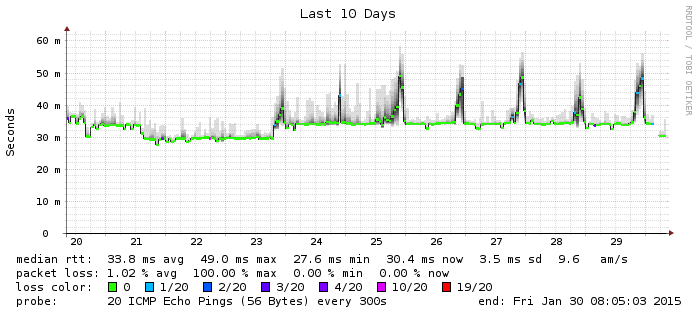 Last 10 Days
RRDTOOL / TOBI OETIKER
Seconds
60 m
50 m
40 m
30 m
20 m
10 m
0
20 21 22 23 24 25 26 27 28 29
median rtt: 33.8 ms avg 49.0 ms max 27.6 ms min 30.4 ms now 3.5 ms sd 9.6 am/s
packet loss: 1.02 % avg 100.00 % max 0.00 % min 0.00 % now
loss color: 0 1/20 2/20 3/20 4/20 10/20 19/20
probe: 20 ICMP Echo Pings (56 Bytes) every 300s end: Fri Jan 30 08:05:03 2015